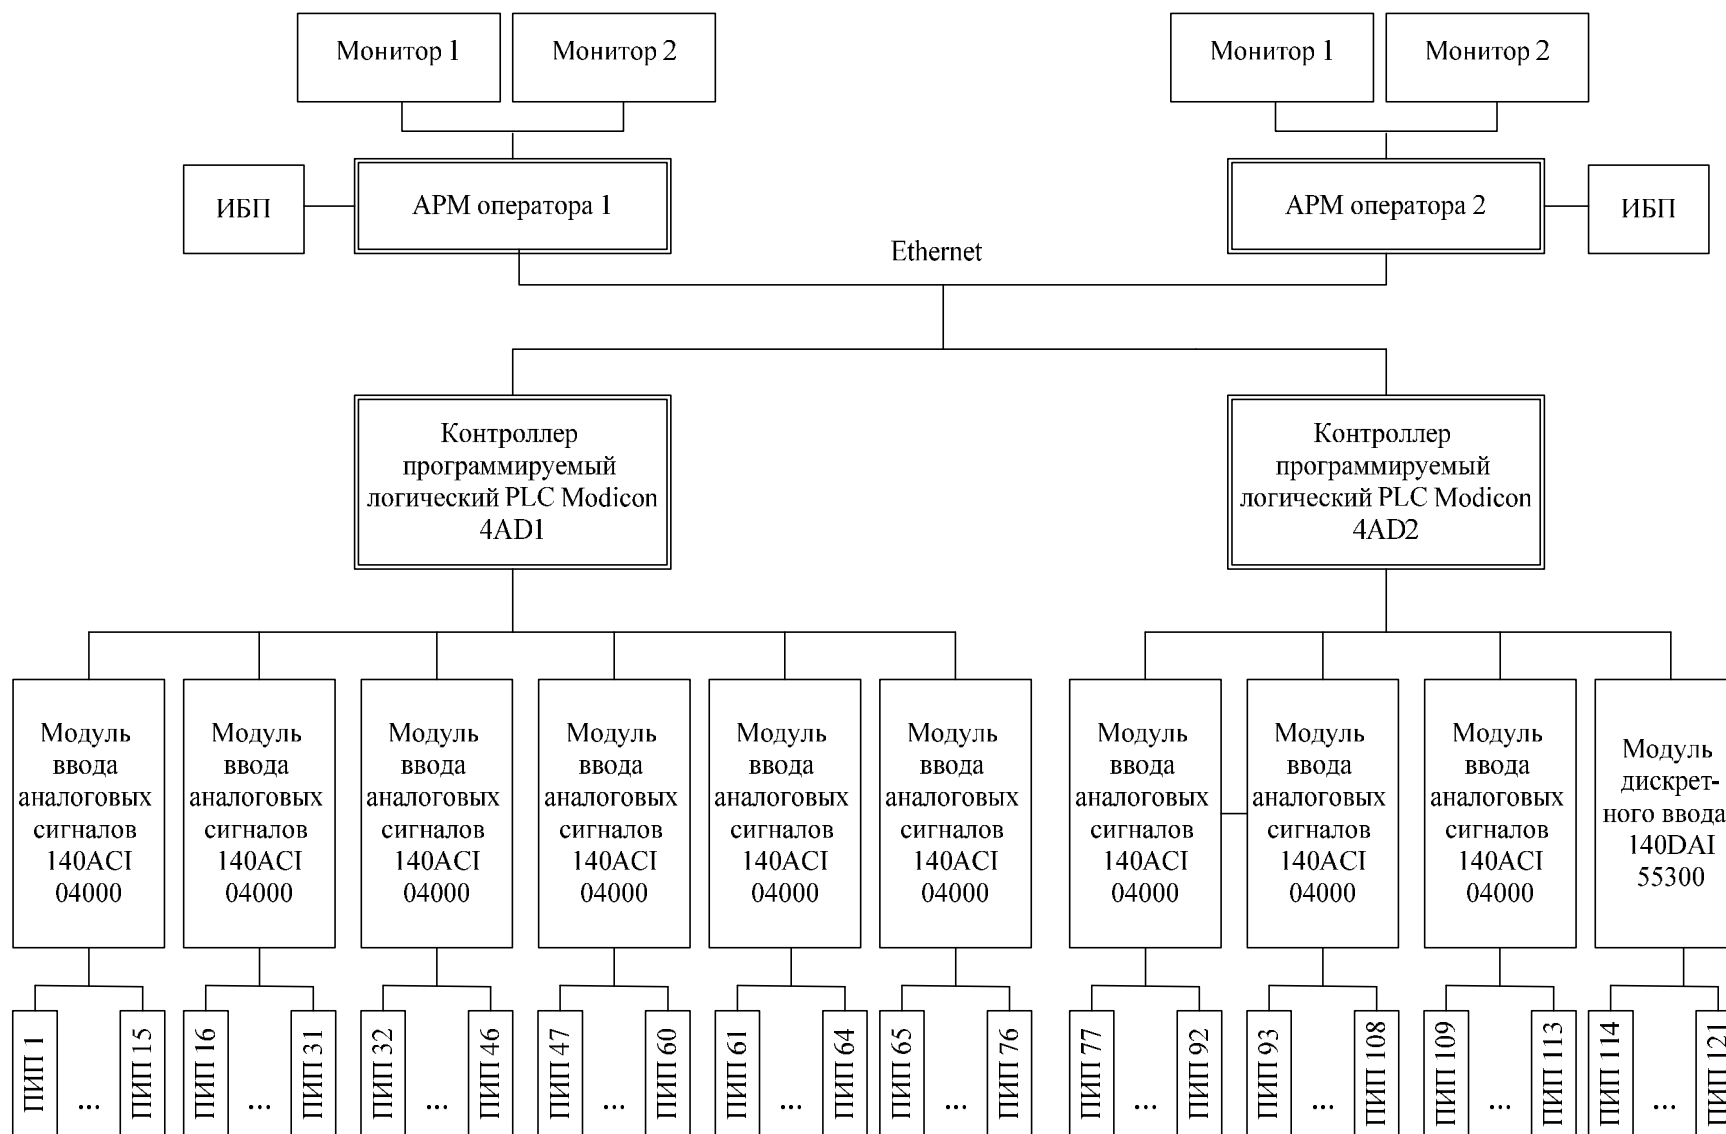 Монитор 1
Монитор 2
Монитор 1
Монитор 2
ИБП
АРМ оператора 1
АРМ оператора 2
ИБП
Ethernet
Контроллер
программируемый
логический PLC Modicon
4AD1
Контроллер
программируемый
логический PLC Modicon
4AD2
Модуль
ввода
аналоговых
сигналов
140ACI
04000
Модуль
ввода
аналоговых
сигналов
140ACI
04000
Модуль
ввода
аналоговых
сигналов
140ACI
04000
Модуль
ввода
аналоговых
сигналов
140ACI
04000
Модуль
ввода
аналоговых
сигналов
140ACI
04000
Модуль
ввода
аналоговых
сигналов
140ACI
04000
Модуль
ввода
аналоговых
сигналов
140ACI
04000
Модуль
ввода
аналоговых
сигналов
140ACI
04000
Модуль
ввода
аналоговых
сигналов
140ACI
04000
Модуль
дискрет-
ного ввода
140DAI
55300
ПИП 1
...
ПИП 15
ПИП 16
...
ПИП 31
ПИП 32
...
ПИП 46
ПИП 47
...
ПИП 60
ПИП 61
...
ПИП 64
ПИП 65
...
ПИП 76
ПИП 77
...
ПИП 92
ПИП 93
...
ПИП 108
ПИП 109
...
ПИП 113
ПИП 114
...
ПИП 121